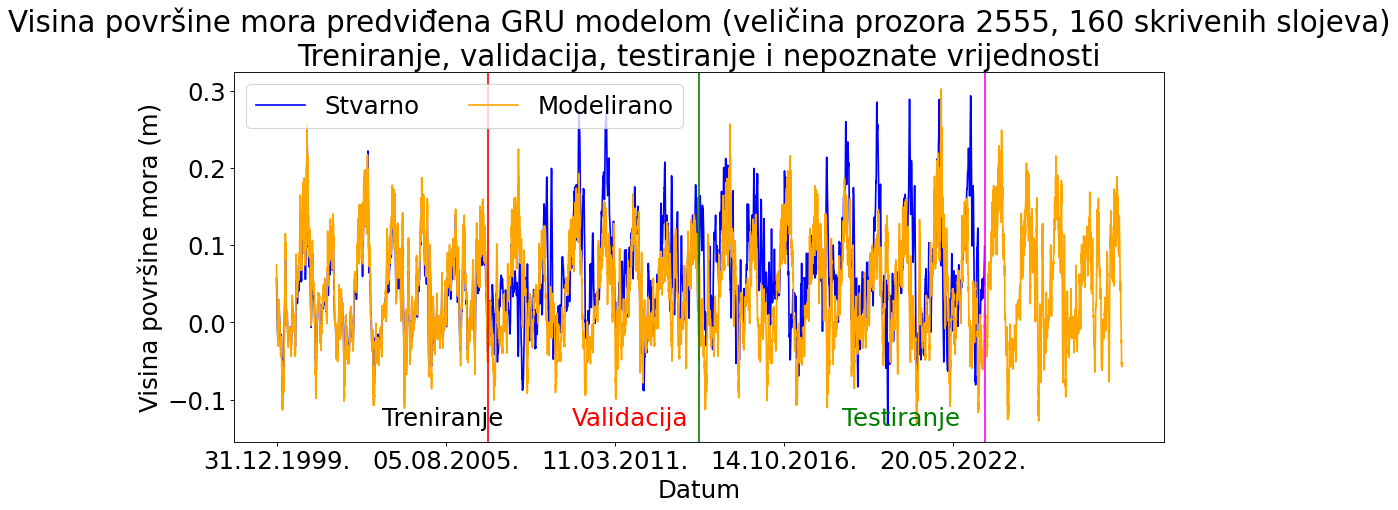 Visina površine mora predviđena GRU modelom (veličina prozora 2555, 160 skrivenih slojeva)
Treniranje, validacija, testiranje i nepoznate vrijednosti
Stvarno
Modelirano
Visina površine mora (m)
0.3
0.2
0.1
0.0
−0.1
Treniranje
Validacija
Testiranje
31.12.1999.
05.08.2005.
11.03.2011.
14.10.2016.
20.05.2022.
Datum